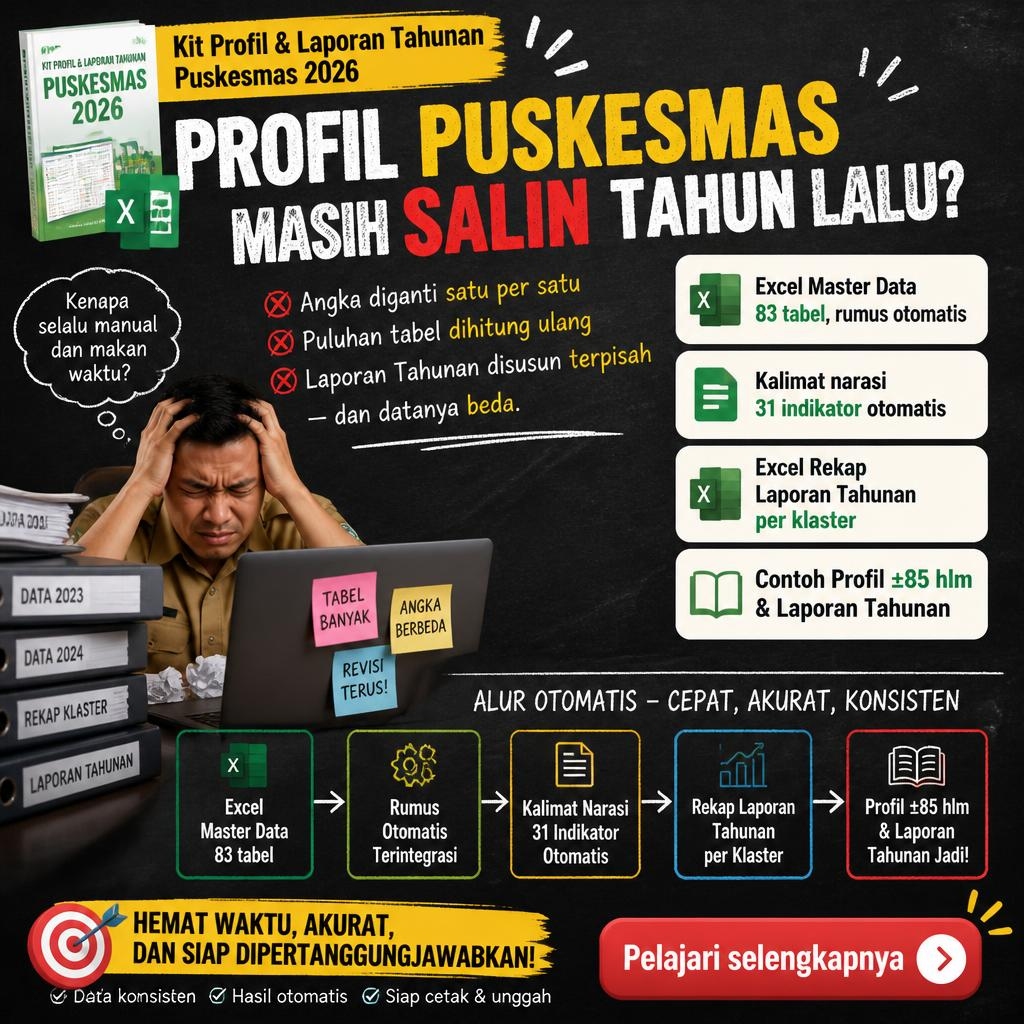 Kit Profil & Laporan Tahunan
Puskesmas 2026
KIT PROFIL & LAPORAN TAHUNAN
PUSKESMAS
2026
X
PROFIL PUSKESMAS
MASIH SALIN TAHUN LALU?
Kenapa
selalu manual
dan makan
waktu?
Angka diganti satu per satu
Puluhan tabel dihitung ulang
Laporan Tahunan disusun terpisah
— dan datanya beda.
X
Excel Master Data
83 tabel, rumus otomatis
Kalimat narasi
31 indikator otomatis
X
Excel Rekap
Laporan Tahunan
per klaster
Contoh Profil ±85 hlm
& Laporan Tahunan
DATA 2023
DATA 2024
REKAP KLASTER
LAPORAN TAHUNAN
TABEL
BANYAK
ANGKA
BERBEDA
REVISI
TERUS!
ALUR OTOMATIS – CEPAT, AKURAT, KONSISTEN
X
Excel
Master Data
83 tabel
Rumus
Otomatis
Terintegrasi
Kalimat Narasi
31 Indikator
Otomatis
Rekap Laporan
Tahunan
per Klaster
Profil ±85 hlm
& Laporan
Tahunan Jadi!
HEMAT WAKTU, AKURAT,
DAN SIAP DIPERTANGGUNGJAWABKAN!
Data konsisten
Hasil otomatis
Siap cetak & unggah
Pelajari selengkapnya